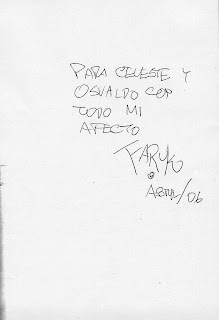 PARA CELESTE Y
OSVALDO CON
TODO MI
AFECTO
FARUK
ABRIL/06